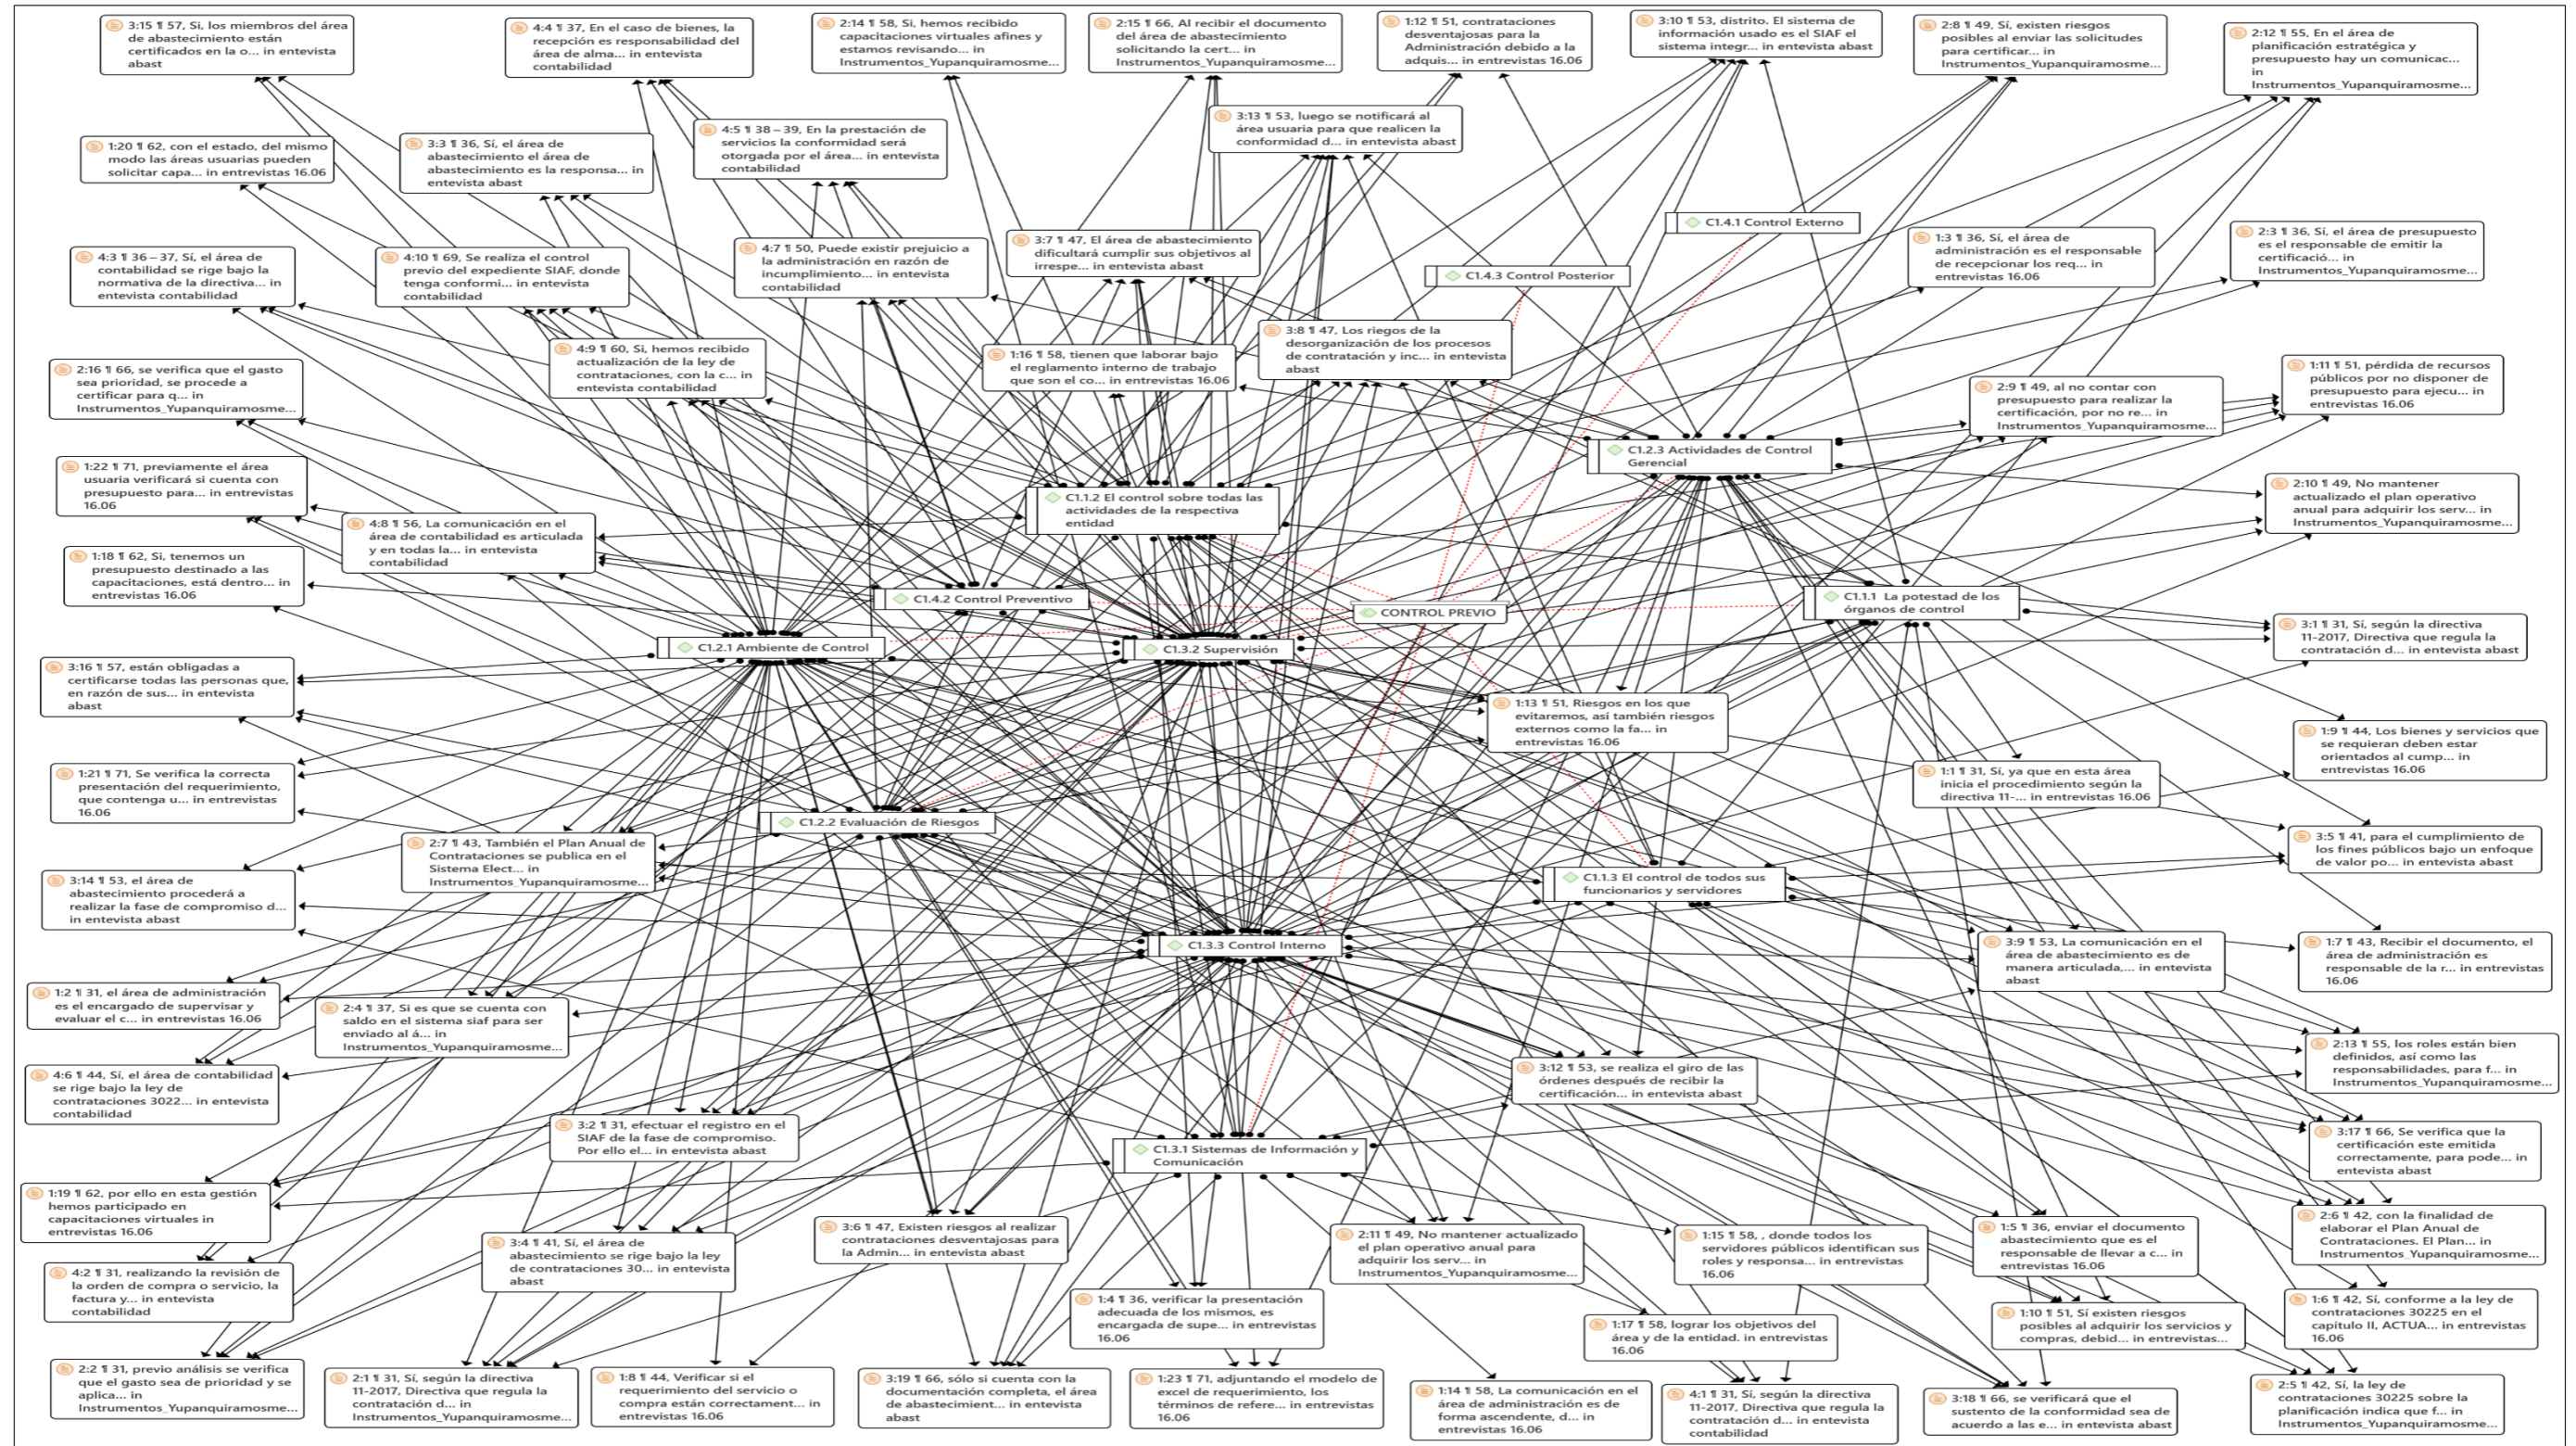 3:15 ¶ 57, Si, los miembros del área
de abastecimiento están
certificados en la o... in entevista
abast
4:4 ¶ 37, En el caso de bienes, la
recepción es responsabilidad del
área de alma... in entevista
contabilidad
2:14 ¶ 58, Si, hemos recibido
capacitaciones virtuales afines y
estamos revisando... in
Instrumentos_Yupanquiramosme...
2:15 ¶ 66, Al recibir el documento
del área de abastecimiento
solicitando la cert... in
Instrumentos_Yupanquiramosme...
1:12 ¶ 51, contrataciones
desventajosas para la
Administración debido a la
adquis... in entrevistas 16.06
3:10 ¶ 53, distrito. El sistema de
información usado es el SIAF el
sistema integr... in entevista abast
2:8 ¶ 49, Sí, existen riesgos
posibles al enviar las solicitudes
para certificar... in
Instrumentos_Yupanquiramosme...
2:12 ¶ 55, En el área de
planificación estratégica y
presupuesto hay un comunicac...
in
Instrumentos_Yupanquiramosme...
1:20 ¶ 62, con el estado, del mismo
modo las áreas usuarias pueden
solicitar capa... in entrevistas 16.06
3:3 ¶ 36, Sí, el área de
abastecimiento el área de
abastecimiento es la responsa... in
entevista abast
4:5 ¶ 38 – 39, En la prestación de
servicios la conformidad será
otorgada por el área... in entevista
contabilidad
3:13 ¶ 53, luego se notificará al
área usuaria para que realicen la
conformidad d... in entevista abast
C1.4.1 Control Externo
4:3 ¶ 36 – 37, Sí, el área de
contabilidad se rige bajo la
normativa de la directiva... in
entevista contabilidad
4:10 ¶ 69, Se realiza el control
previo del expediente SIAF, donde
tenga conformi... in entevista
contabilidad
4:7 ¶ 50, Puede existir prejuicio a
la administración en razón de
incumplimiento... in entevista
contabilidad
3:7 ¶ 47, El área de abastecimiento
dificultará cumplir sus objetivos al
irrespe... in entevista abast
C1.4.3 Control Posterior
1:3 ¶ 36, Sí, el área de
administración es el responsable
de recepcionar los req... in
entrevistas 16.06
2:3 ¶ 36, Sí, el área de presupuesto
es el responsable de emitir la
certificació... in
Instrumentos_Yupanquiramosme...
2:16 ¶ 66, se verifica que el gasto
sea prioridad, se procede a
certificar para q... in
Instrumentos_Yupanquiramosme...
4:9 ¶ 60, Si, hemos recibido
actualización de la ley de
contrataciones, con la c... in
entevista contabilidad
1:16 ¶ 58, tienen que laborar bajo
el reglamento interno de trabajo
que son el co... in entrevistas 16.06
3:8 ¶ 47, Los riegos de la
desorganización de los procesos
de contratación y inc... in entevista
abast
2:9 ¶ 49, al no contar con
presupuesto para realizar la
certificación, por no re... in
Instrumentos_Yupanquiramosme...
1:11 ¶ 51, pérdida de recursos
públicos por no disponer de
presupuesto para ejecu... in
entrevistas 16.06
1:22 ¶ 71, previamente el área
usuaria verificará si cuenta con
presupuesto para... in entrevistas
16.06
4:8 ¶ 56, La comunicación en el
área de contabilidad es articulada
y en todas la... in entevista
contabilidad
C1.1.2 El control sobre todas las
actividades de la respectiva
entidad
C1.2.3 Actividades de Control
Gerencial
2:10 ¶ 49, No mantener
actualizado el plan operativo
anual para adquirir los serv... in
Instrumentos_Yupanquiramosme...
1:18 ¶ 62, Si, tenemos un
presupuesto destinado a las
capacitaciones, está dentro... in
entrevistas 16.06
C1.4.2 Control Preventivo
CONTROL PREVIO
C1.1.1 La potestad de los
órganos de control
3:1 ¶ 31, Sí, según la directiva
11-2017, Directiva que regula la
contratación d... in entevista abast
C1.2.1 Ambiente de Control
C1.3.2 Supervisión
3:16 ¶ 57, están obligadas a
certificarse todas las personas que,
en razón de sus... in entevista
abast
1:13 ¶ 51, Riesgos en los que
evitaremos, así también riesgos
externos como la fa... in
entrevistas 16.06
1:9 ¶ 44, Los bienes y servicios que
se requieran deben estar
orientados al cump... in
entrevistas 16.06
1:21 ¶ 71, Se verifica la correcta
presentación del requerimiento,
que contenga u... in entrevistas
16.06
C1.2.2 Evaluación de Riesgos
1:1 ¶ 31, Sí, ya que en esta área
inicia el procedimiento según la
directiva 11-... in entrevistas 16.06
2:7 ¶ 43, También el Plan Anual de
Contrataciones se publica en el
Sistema Elect... in
Instrumentos_Yupanquiramosme...
3:5 ¶ 41, para el cumplimiento de
los fines públicos bajo un enfoque
de valor po... in entevista abast
3:14 ¶ 53, el área de
abastecimiento procederá a
realizar la fase de compromiso d...
in entevista abast
C1.1.3 El control de todos sus
funcionarios y servidores
C1.3.3 Control Interno
3:9 ¶ 53, La comunicación en el
área de abastecimiento es de
manera articulada,... in entevista
abast
1:7 ¶ 43, Recibir el documento, el
área de administración es
responsable de la r... in entrevistas
16.06
1:2 ¶ 31, el área de administración
es el encargado de supervisar y
evaluar el c... in entrevistas 16.06
2:4 ¶ 37, Si es que se cuenta con
saldo en el sistema siaf para ser
enviado al á... in
Instrumentos_Yupanquiramosme...
2:13 ¶ 55, los roles están bien
definidos, así como las
responsabilidades, para f... in
Instrumentos_Yupanquiramosme...
4:6 ¶ 44, Sí, el área de contabilidad
se rige bajo la ley de
contrataciones 3022... in entevista
contabilidad
3:12 ¶ 53, se realiza el giro de las
órdenes después de recibir la
certificación... in entevista abast
3:2 ¶ 31, efectuar el registro en el
SIAF de la fase de compromiso.
Por ello el... in entevista abast
C1.3.1 Sistemas de Información y
Comunicación
3:17 ¶ 66, Se verifica que la
certificación este emitida
correctamente, para pode... in
entevista abast
1:19 ¶ 62, por ello en esta gestión
hemos participado en
capacitaciones virtuales in
entrevistas 16.06
3:4 ¶ 41, Sí, el área de
abastecimiento se rige bajo la ley
de contrataciones 30... in entevista
abast
3:6 ¶ 47, Existen riesgos al realizar
contrataciones desventajosas para
la Admin... in entevista abast
2:11 ¶ 49, No mantener actualizado
el plan operativo anual para
adquirir los serv... in
Instrumentos_Yupanquiramosme...
1:15 ¶ 58, , donde todos los
servidores públicos identifican sus
roles y responsa... in entrevistas
16.06
1:5 ¶ 36, enviar el documento
abastecimiento que es el
responsable de llevar a c... in
entrevistas 16.06
2:6 ¶ 42, con la finalidad de
elaborar el Plan Anual de
Contrataciones. El Plan... in
Instrumentos_Yupanquiramosme...
4:2 ¶ 31, realizando la revisión de
la orden de compra o servicio, la
factura y... in entevista
contabilidad
1:4 ¶ 36, verificar la presentación
adecuada de los mismos, es
encargada de supe... in entrevistas
16.06
1:17 ¶ 58, lograr los objetivos del
área y de la entidad. in entrevistas
16.06
1:10 ¶ 51, Sí existen riesgos
posibles al adquirir los servicios y
compras, debid... in entrevistas...
1:6 ¶ 42, Sí, conforme a la ley de
contrataciones 30225 en el
capítulo II, ACTUA... in entrevistas
16.06
2:2 ¶ 31, previo análisis se verifica
que el gasto sea de prioridad y se
aplica... in
Instrumentos_Yupanquiramosme...
2:1 ¶ 31, Sí, según la directiva
11-2017, Directiva que regula la
contratación d... in
Instrumentos_Yupanquiramosme...
1:8 ¶ 44, Verificar si el
requerimiento del servicio o
compra están correctament... in
entrevistas 16.06
3:19 ¶ 66, sólo si cuenta con la
documentación completa, el área
de abastecimient... in entevista
abast
1:23 ¶ 71, adjuntando el modelo de
excel de requerimiento, los
términos de refere... in entrevistas
16.06
1:14 ¶ 58, La comunicación en el
área de administración es de
forma ascendente, d... in
entrevistas 16.06
4:1 ¶ 31, Sí, según la directiva
11-2017, Directiva que regula la
contratación d... in entevista
contabilidad
3:18 ¶ 66, se verificará que el
sustento de la conformidad sea de
acuerdo a las e... in entevista abast
2:5 ¶ 42, Sí, la ley de
contrataciones 30225 sobre la
planificación indica que f... in
Instrumentos_Yupanquiramosme...